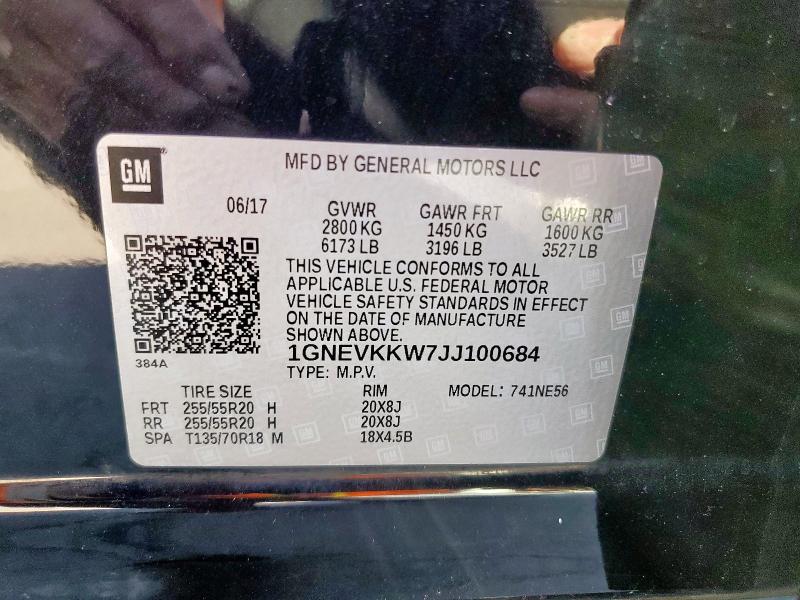 GM
MFD BY GENERAL MOTORS LLC
06/17
GVWR GAWR FRT GAWR RR
2800 KG 1450 KG 1600 KG
6173 LB 3196 LB 3527 LB
THIS VEHICLE CONFORMS TO ALL
APPLICABLE U.S. FEDERAL MOTOR
VEHICLE SAFETY STANDARDS IN EFFECT
ON THE DATE OF MANUFACTURE
SHOWN ABOVE.
1GNEVKKW7JJ100684
384A
TYPE: M.P.V.
TIRE SIZE RIM MODEL: 741NE56
FRT 255/55R20 H 20X8J
RR 255/55R20 H 20X8J
SPA T135/70R18 M 18X4.5B